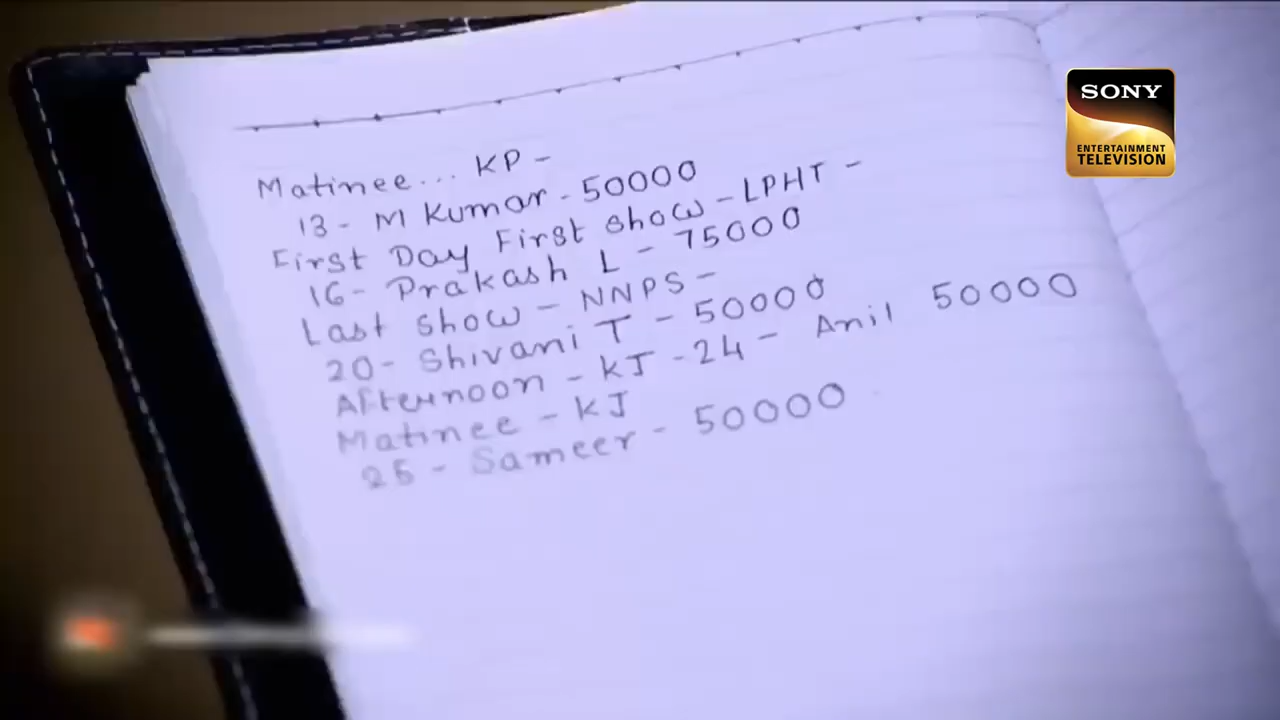 Matinee... KP -
13 - M Kumar - 50000
First Day First Show - LPHT -
16 - Prakash L - 75000
Last Show - NNPS -
20 - Shivani T - 50000
Afternoon - KJ - 24 - Anil 50000
Matinee - KJ
25 - Sameer - 50000
SONY
ENTERTAINMENT
TELEVISION